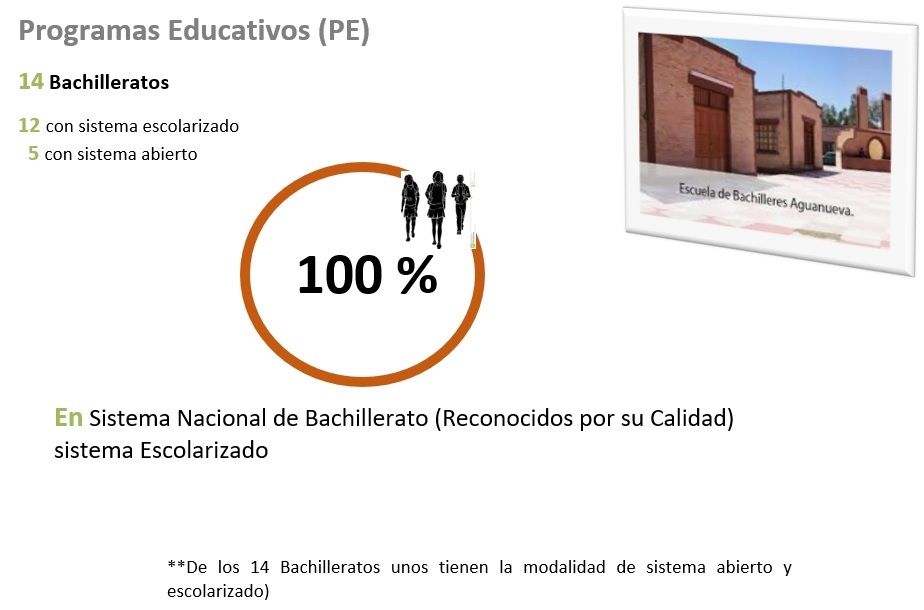 Programas Educativos (PE)
14 Bachilleratos
12 con sistema escolarizado
5 con sistema abierto
Escuela de Bachilleres Aguanueva.
100 %
En Sistema Nacional de Bachillerato (Reconocidos por su Calidad)
sistema Escolarizado
**De los 14 Bachilleratos unos tienen la modalidad de sistema abierto y
escolarizado)